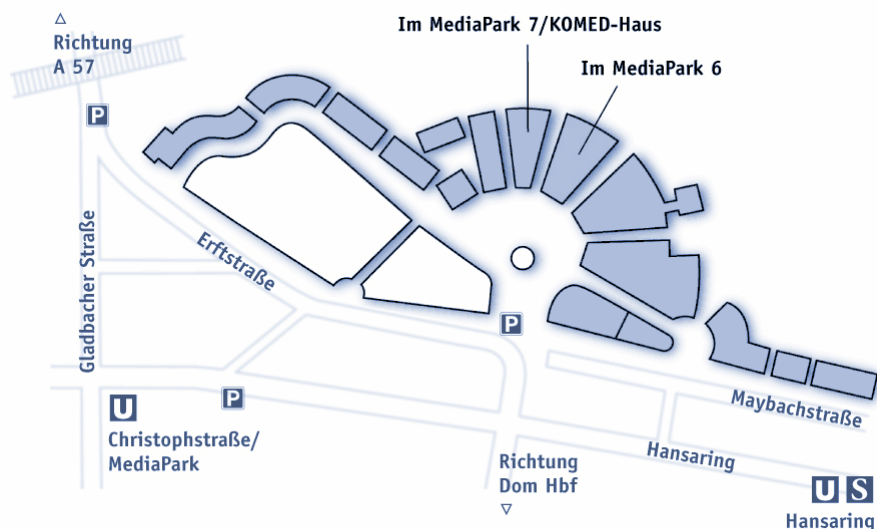 △
Richtung
A 57
Im MediaPark 7/KOMED-Haus
Im MediaPark 6
P
Gladbacher Straße
Erftstraße
P
P
U
Christophstraße/
MediaPark
Maybachstraße
Hansaring
Richtung
Dom Hbf
▽
U S
Hansaring